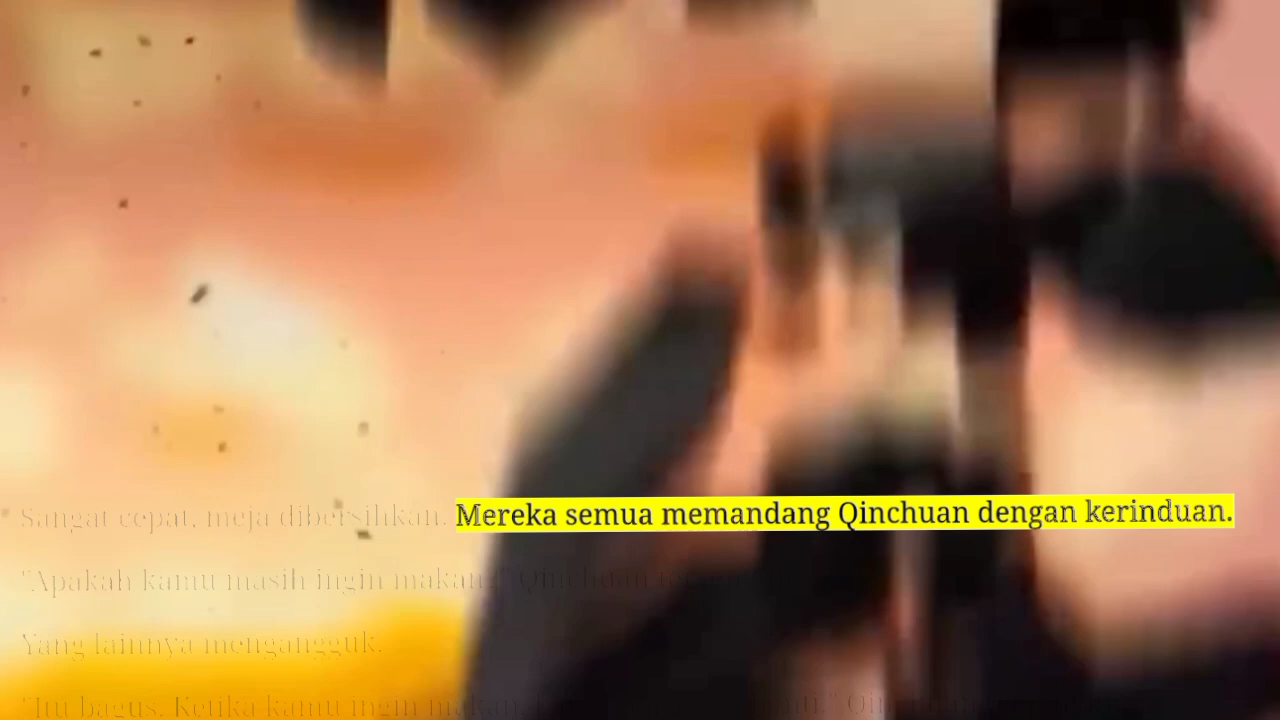 Sangat cepat, meja dibersihkan. Mereka semua memandang Qinchuan dengan kerinduan.
"Apakah kamu masih ingin makan?" Qinchuan
Yang lainnya mengangguk.
"Itu bagus. Ketika kamu ingin makan,